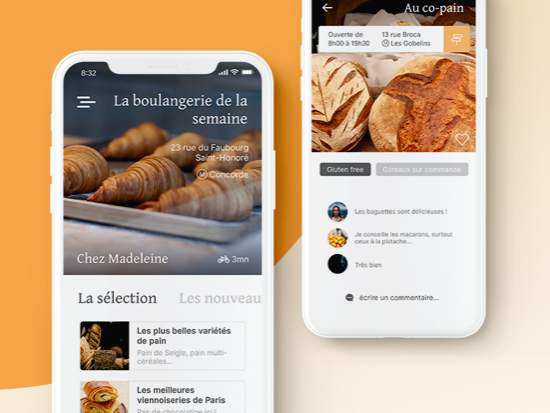 8:32
La boulangerie de la
semaine
23 rue du Faubourg
Saint-Honoré
M Concorde
Chez Madeleine
3mn
La sélection
Les nouveau
Les plus belles variétés
de pain
Pain de Seigle, pain multi-
céréales...
Les meilleures
viennoiseries de Paris
Pas de chocolatine ici !
Au co-pain
Ouverte de
8h00 à 19h30
13 rue Broca
M Les Gobelins
Gluten free
Gâteaux sur commande
Les baguettes sont délicieuses !
Je conseille les macarons, surtout
ceux à la pistache...
Très bien
écrire un commentaire...